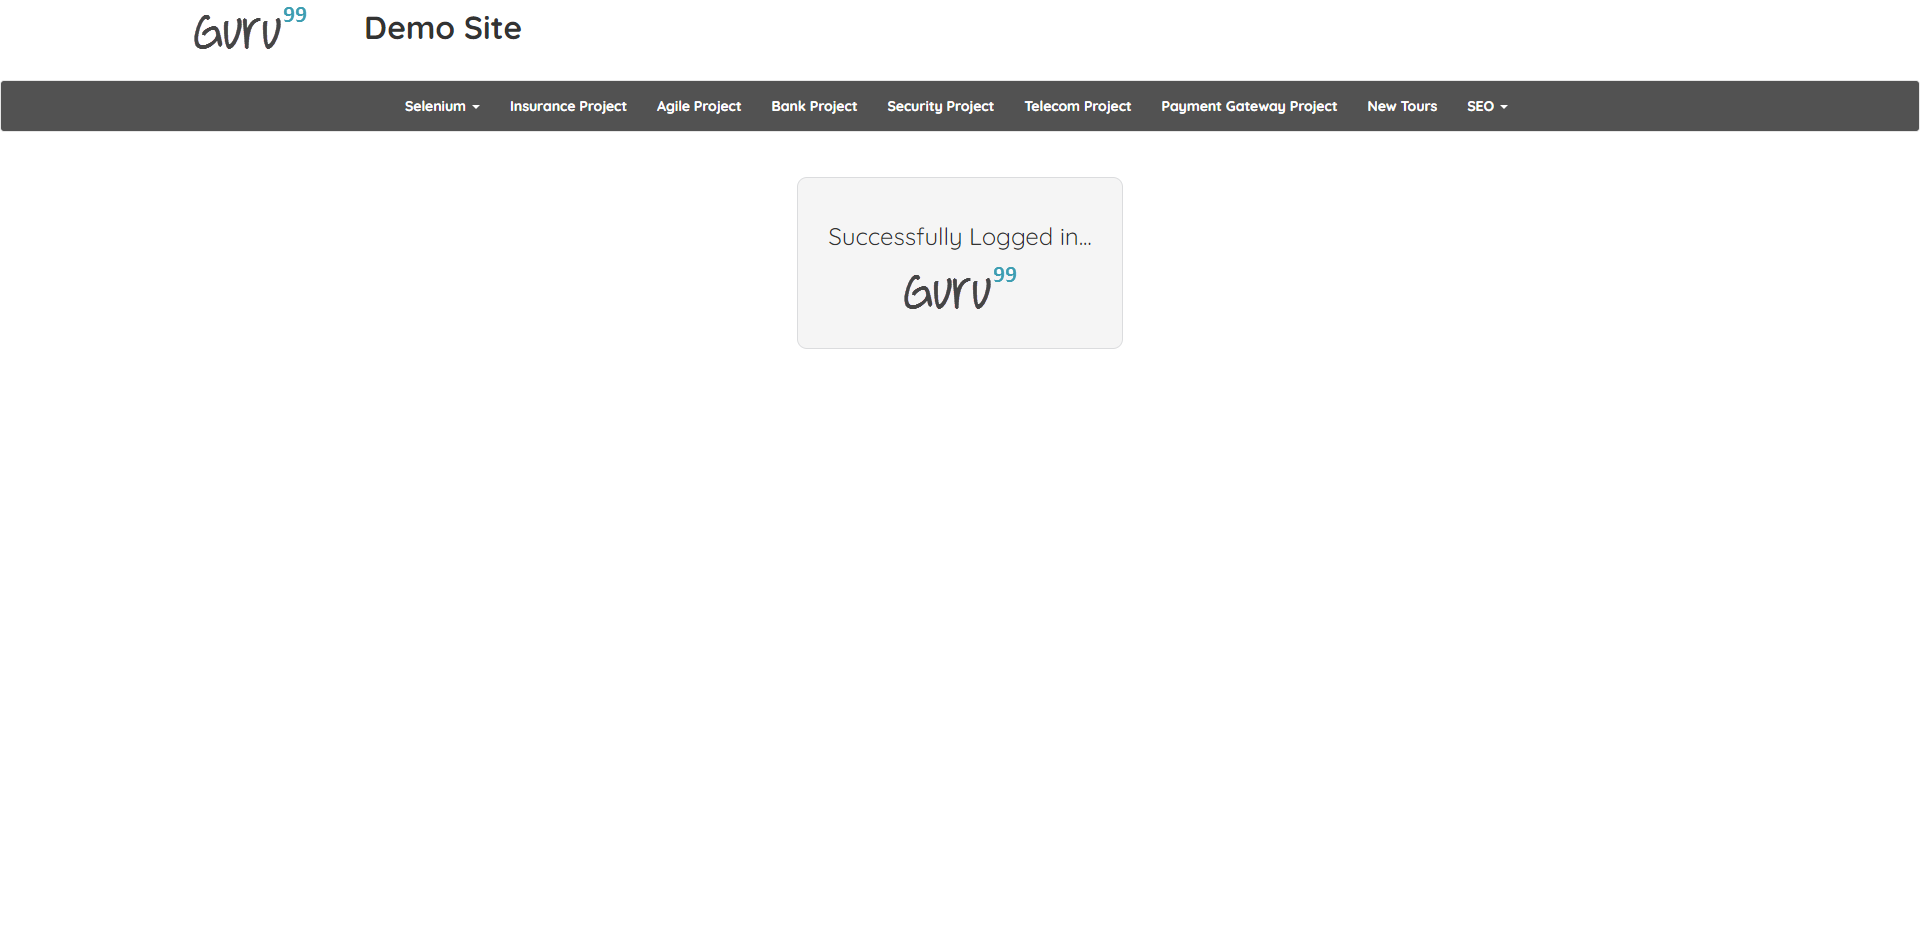 Guru99
Demo Site
Selenium Insurance Project Agile Project Bank Project Security Project Telecom Project Payment Gateway Project New Tours SEO
Successfully Logged in...
Guru99